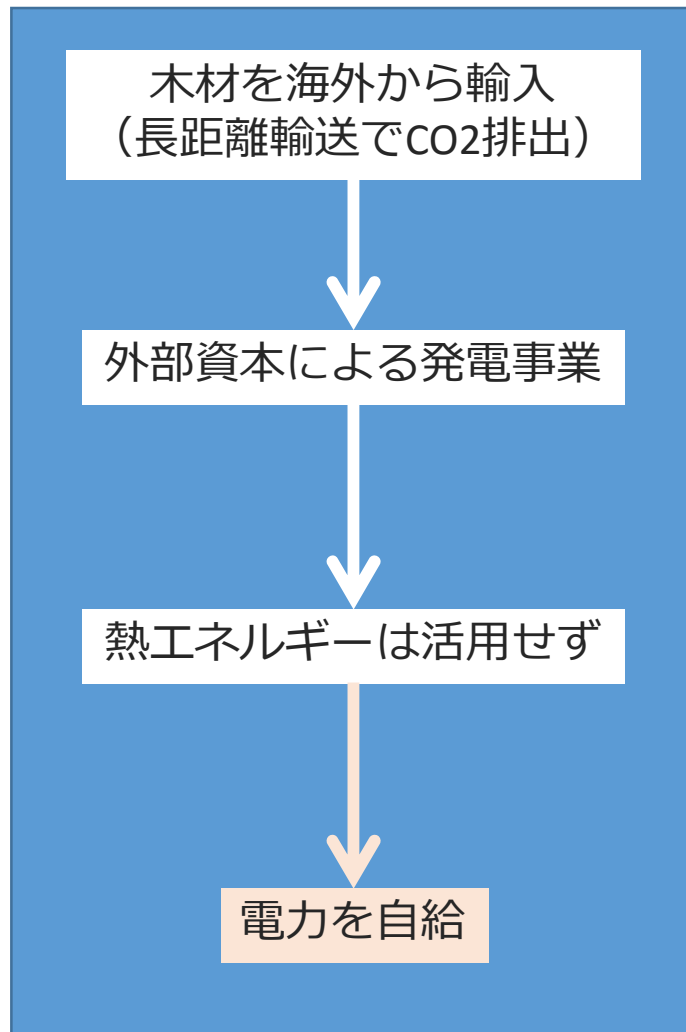 木材を海外から輸入
（長距離輸送でCO2排出）
外部資本による発電事業
熱エネルギーは活用せず
電力を自給